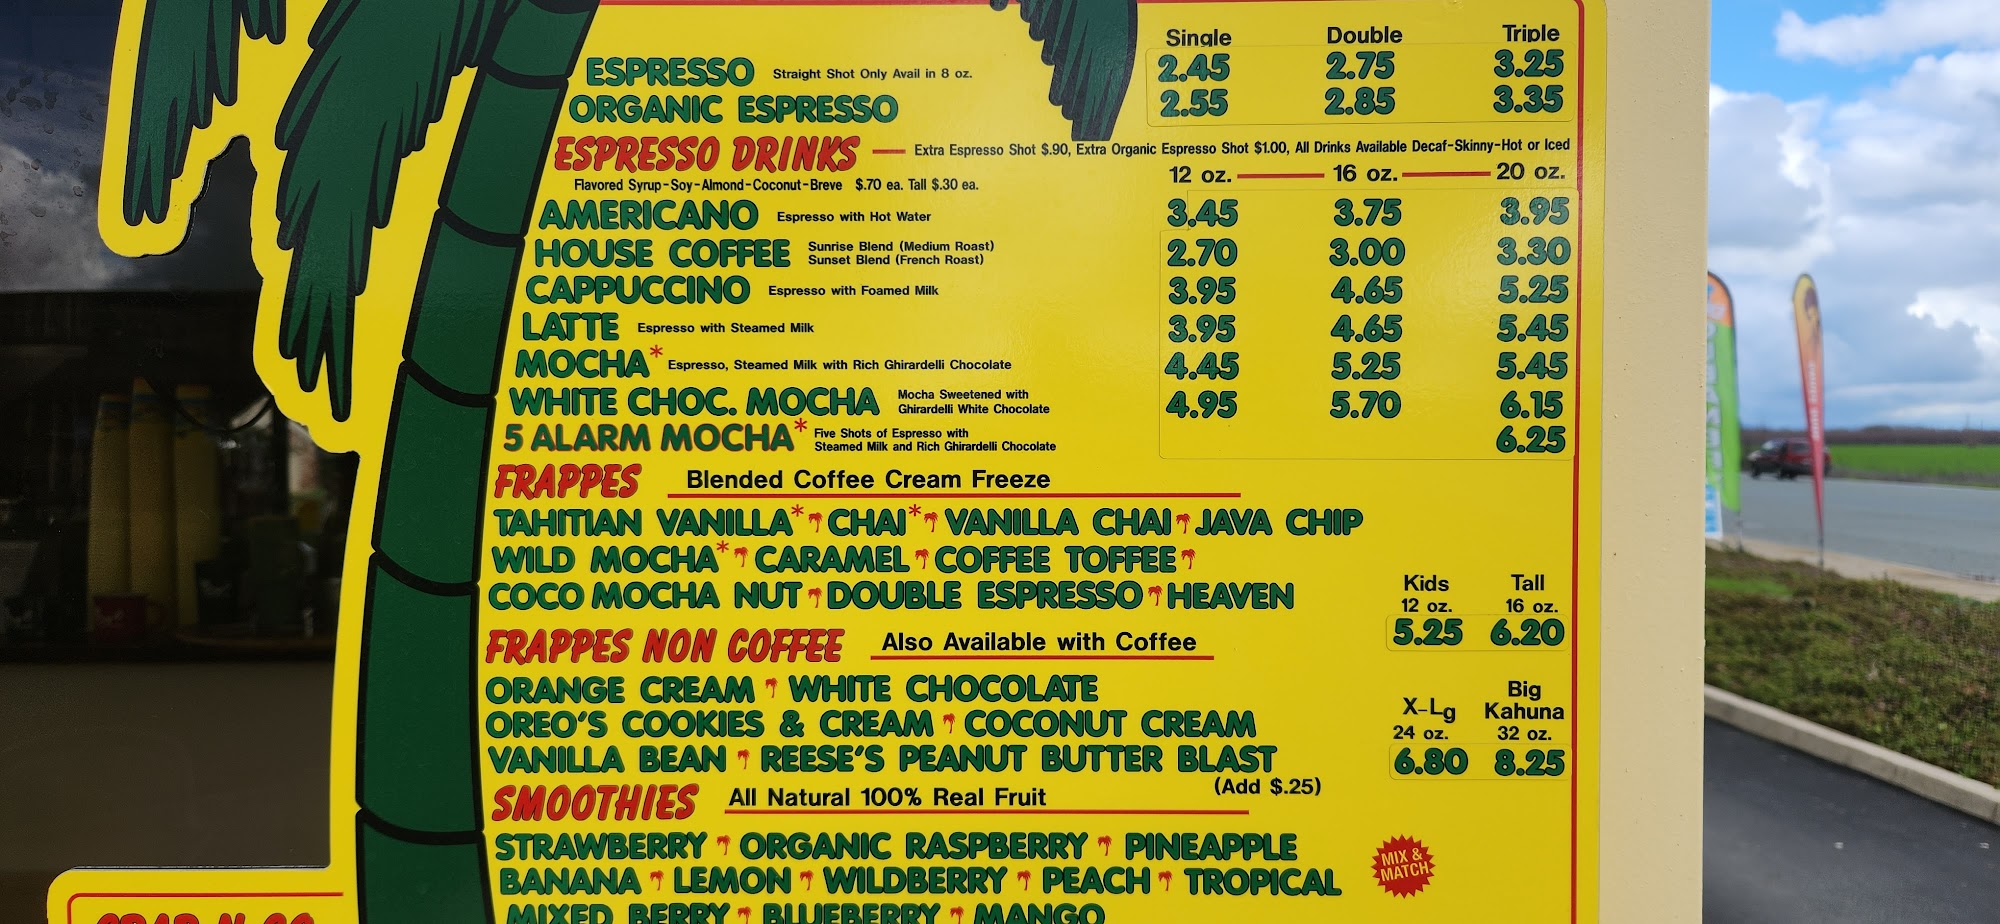 Single Double Triple
ESPRESSO Straight Shot Only Avail in 8 oz. 2.45 2.75 3.25
ORGANIC ESPRESSO 2.55 2.85 3.35
ESPRESSO DRINKS Extra Espresso Shot $.90, Extra Organic Espresso Shot $1.00, All Drinks Available Decaf-Skinny-Hot or Iced
Flavored Syrup-Soy-Almond-Coconut-Breve $.70 ea. Tall $.30 ea. 12 oz. 16 oz. 20 oz.
AMERICANO Espresso with Hot Water 3.45 3.75 3.95
HOUSE COFFEE Sunrise Blend (Medium Roast) 2.70 3.00 3.30
Sunset Blend (French Roast)
CAPPUCCINO Espresso with Foamed Milk 3.95 4.65 5.25
LATTE Espresso with Steamed Milk 3.95 4.65 5.45
MOCHA* Espresso, Steamed Milk with Rich Ghirardelli Chocolate 4.45 5.25 5.45
WHITE CHOC. MOCHA Mocha Sweetened with 4.95 5.70 6.15
Ghirardelli White Chocolate
5 ALARM MOCHA* Five Shots of Espresso with 6.25
Steamed Milk and Rich Ghirardelli Chocolate
FRAPPES Blended Coffee Cream Freeze
TAHITIAN VANILLA* CHAI* VANILLA CHAI JAVA CHIP
WILD MOCHA* CARAMEL COFFEE TOFFEE
COCO MOCHA NUT DOUBLE ESPRESSO HEAVEN
Kids Tall
12 oz. 16 oz.
5.25 6.20
FRAPPES NON COFFEE Also Available with Coffee
ORANGE CREAM WHITE CHOCOLATE
OREO'S COOKIES & CREAM COCONUT CREAM
VANILLA BEAN REESE'S PEANUT BUTTER BLAST
(Add $.25)
X-Lg Big Kahuna
24 oz. 32 oz.
6.80 8.25
SMOOTHIES All Natural 100% Real Fruit
STRAWBERRY ORGANIC RASPBERRY PINEAPPLE
BANANA LEMON WILDBERRY PEACH TROPICAL
MIXED BERRY BLUEBERRY MANGO
MIX &
MATCH